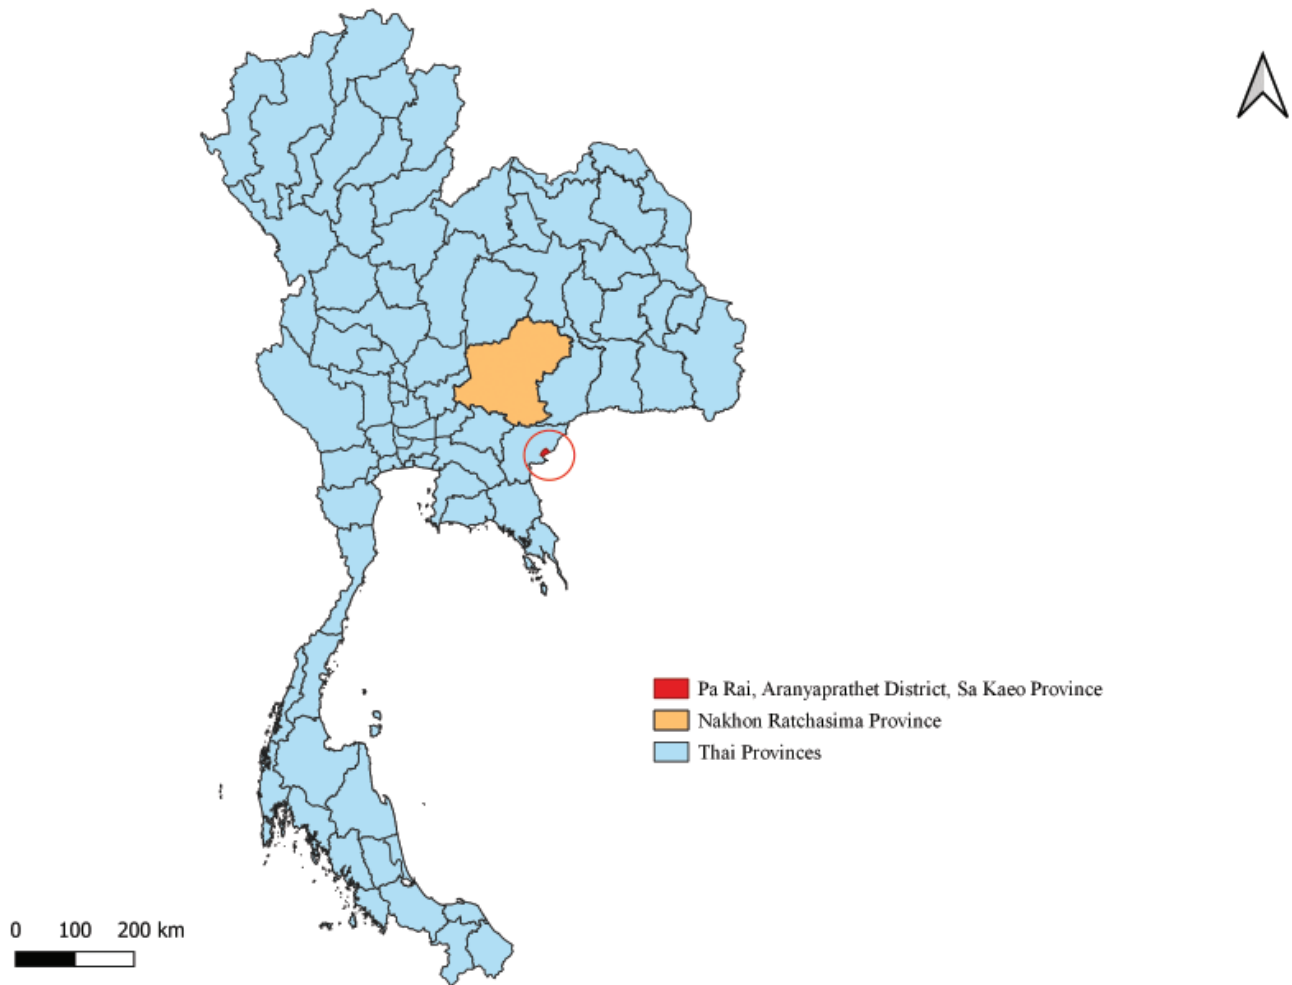 Pa Rai, Aranyaprathet District, Sa Kaeo Province
Nakhon Ratchasima Province
Thai Provinces
0 100 200 km